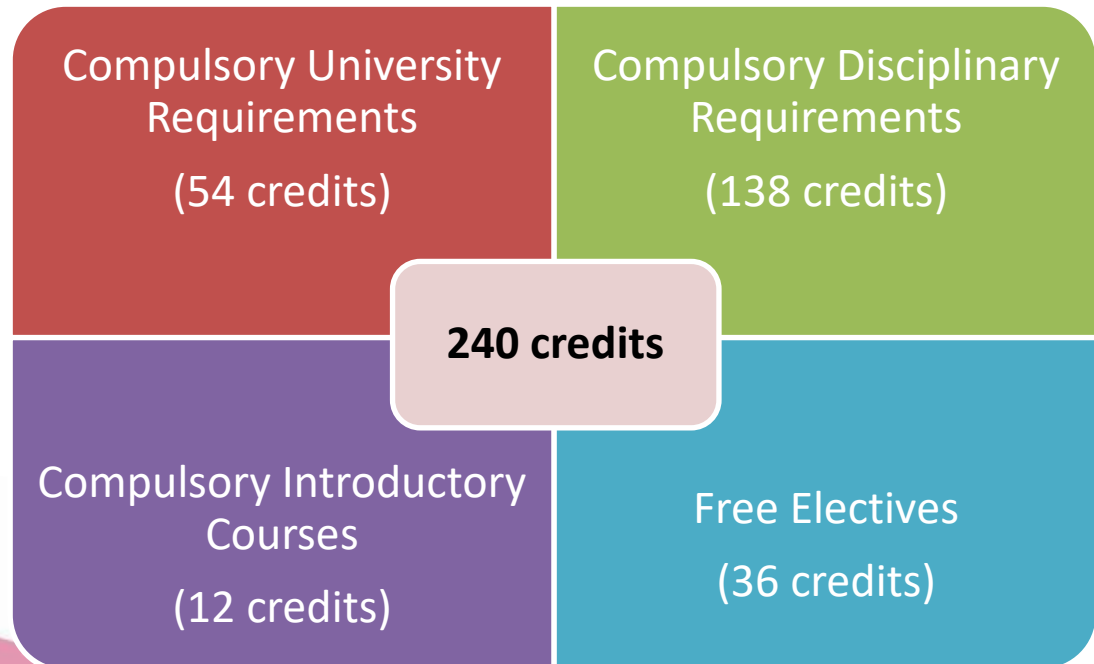 Compulsory University
Requirements
(54 credits)
Compulsory Disciplinary
Requirements
(138 credits)
240 credits
Compulsory Introductory
Courses
(12 credits)
Free Electives
(36 credits)